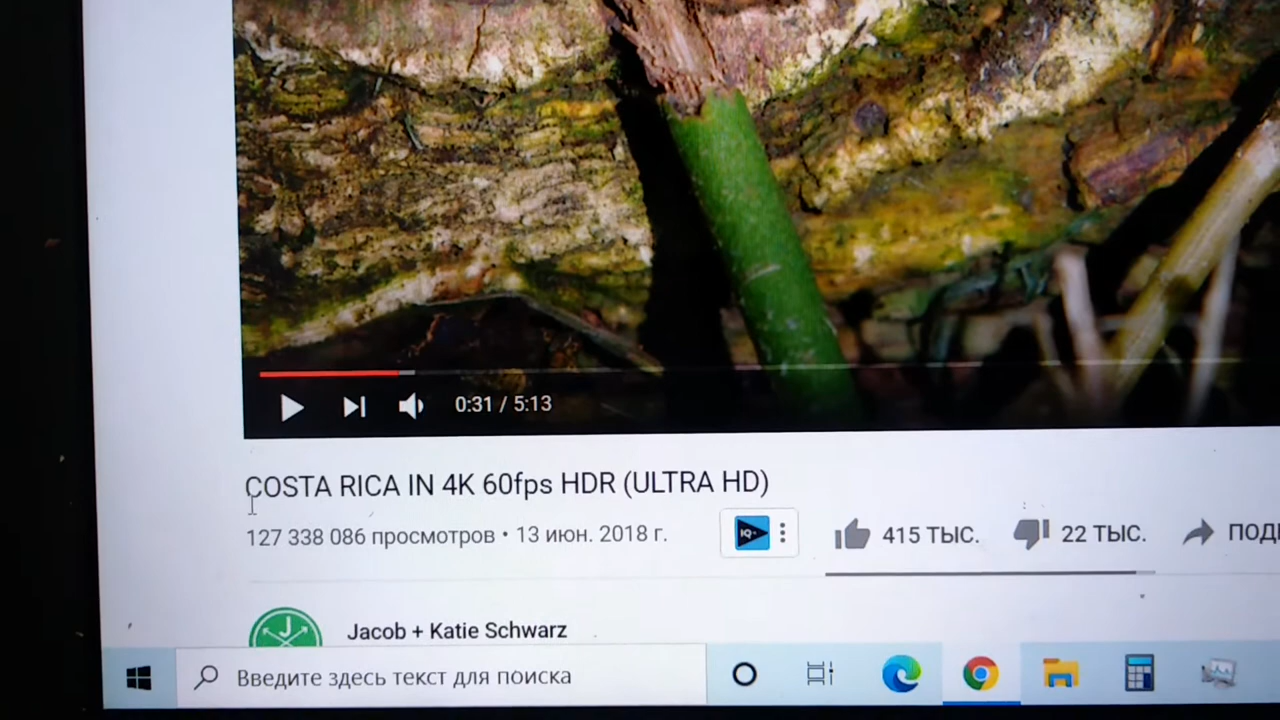 0:31 / 5:13
COSTA RICA IN 4K 60fps HDR (ULTRA HD)
127 338 086 просмотров • 13 июн. 2018 г.
IQ
415 ТЫС.
22 ТЫС.
J
Jacob + Katie Schwarz
Введите здесь текст для поиска